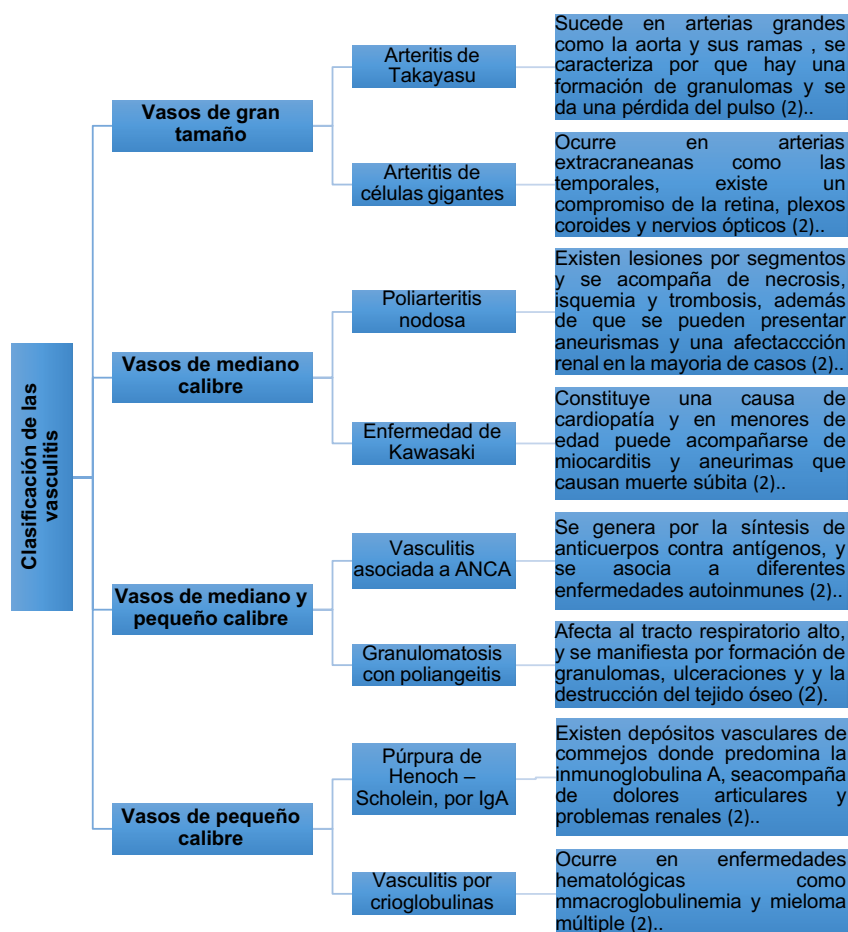 Clasificación de las
vasculitis
Vasos de gran
tamaño
Arteritis de
Takayasu
Sucede en arterias grandes
como la aorta y sus ramas , se
caracteriza por que hay una
formación de granulomas y se
da una pérdida del pulso (2)..
Arteritis de
células gigantes
Ocurre en arterias
extracraneanas como las
temporales, existe un
compromiso de la retina, plexos
coroides y nervios ópticos (2)..
Vasos de mediano
calibre
Poliarteritis
nodosa
Existen lesiones por segmentos
y se acompaña de necrosis,
isquemia y trombosis, además
de que se pueden presentar
aneurismas y una afectaccción
renal en la mayoria de casos (2)..
Enfermedad de
Kawasaki
Constituye una causa de
cardiopatía y en menores de
edad puede acompañarse de
miocarditis y aneurimas que
causan muerte súbita (2)..
Vasos de mediano y
pequeño calibre
Vasculitis
asociada a ANCA
Se genera por la síntesis de
anticuerpos contra antígenos, y
se asocia a diferentes
enfermedades autoinmunes (2)..
Granulomatosis
con poliangeitis
Afecta al tracto respiratorio alto,
y se manifiesta por formación de
granulomas, ulceraciones y y la
destrucción del tejido óseo (2).
Vasos de pequeño
calibre
Púrpura de
Henoch –
Scholein, por IgA
Existen depósitos vasculares de
commejos donde predomina la
inmunoglobulina A, seacompaña
de dolores articulares y
problemas renales (2)..
Vasculitis por
crioglobulinas
Ocurre en enfermedades
hematológicas como
mmacroglobulinemia y mieloma
múltiple (2)..